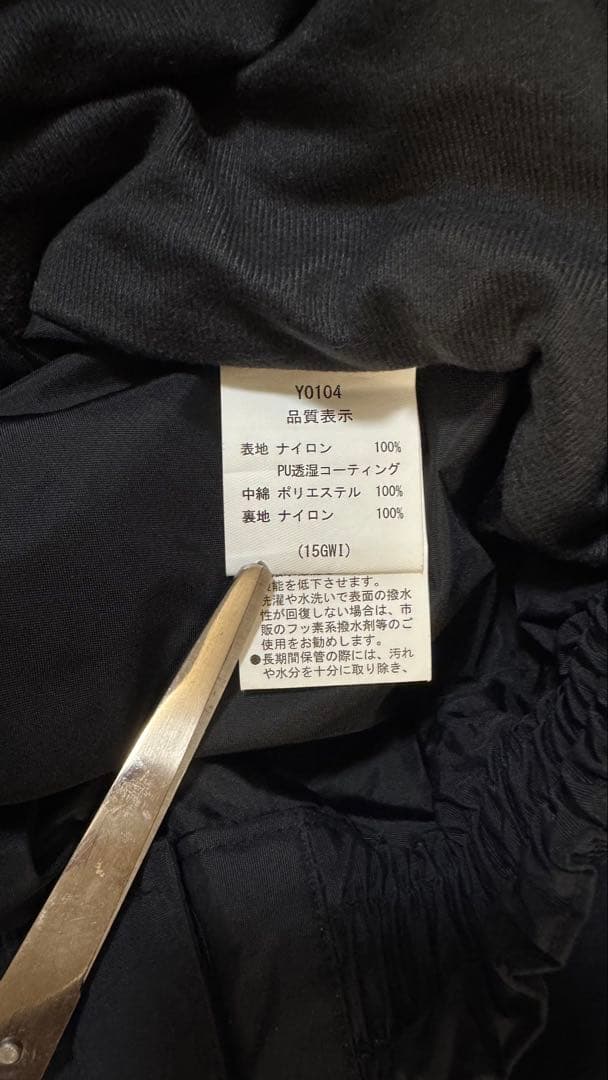 Y0104
品質表示
表地 ナイロン 100%
PU透湿コーティング
中綿 ポリエステル 100%
裏地 ナイロン 100%
(15GWI)
能を低下させます。
洗濯や水洗いで表面の撥水
性が回復しない場合は、市
販のフッ素系撥水剤等のご
使用をお勧めします。
●長期間保管の際には、汚れ
や水分を十分に取り除き、